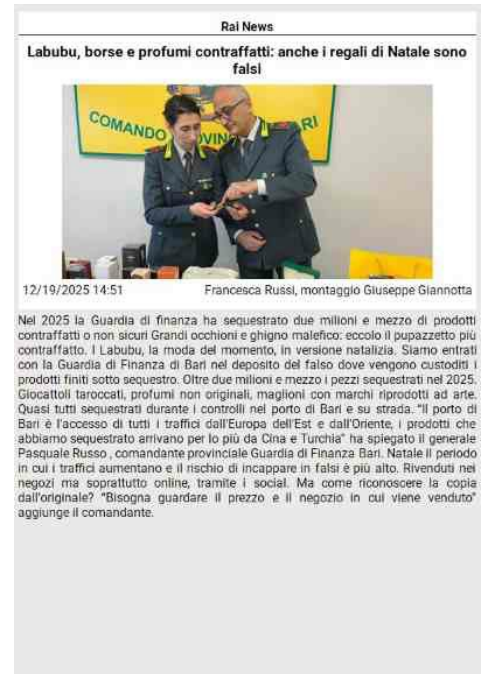 Rai News
Labubu, borse e profumi contraffatti: anche i regali di Natale sono
falsi
COMANDO
12/19/2025 14:51 Francesca Russi, montaggio Giuseppe Giannotta
Nel 2025 la Guardia di finanza ha sequestrato due milioni e mezzo di prodotti
contraffatti o non sicuri Grandi occhioni e ghigno malefico: eccolo il pupazzetto più
contraffatto. I Labubu, la moda del momento, in versione natalizia. Siamo entrati
con la Guardia di Finanza di Bari nel deposito del falso dove vengono custoditi i
prodotti finiti sotto sequestro. Oltre due milioni e mezzo i pezzi sequestrati nel 2025.
Giocattoli taroccati, profumi non originali, maglioni con marchi riprodotti ad arte.
Quasi tutti sequestrati durante i controlli nel porto di Bari e su strada. "Il porto di
Bari è l'accesso di tutti i traffici dall'Europa dell'Est e dall'Oriente, i prodotti che
abbiamo sequestrato arrivano per lo più da Cina e Turchia" ha spiegato il generale
Pasquale Russo , comandante provinciale Guardia di Finanza Bari. Natale il periodo
in cui i traffici aumentano e il rischio di incappare in falsi è più alto. Rivenduti nei
negozi ma soprattutto online, tramite i social. Ma come riconoscere la copia
dall'originale? "Bisogna guardare il prezzo e il negozio in cui viene venduto"
aggiunge il comandante.